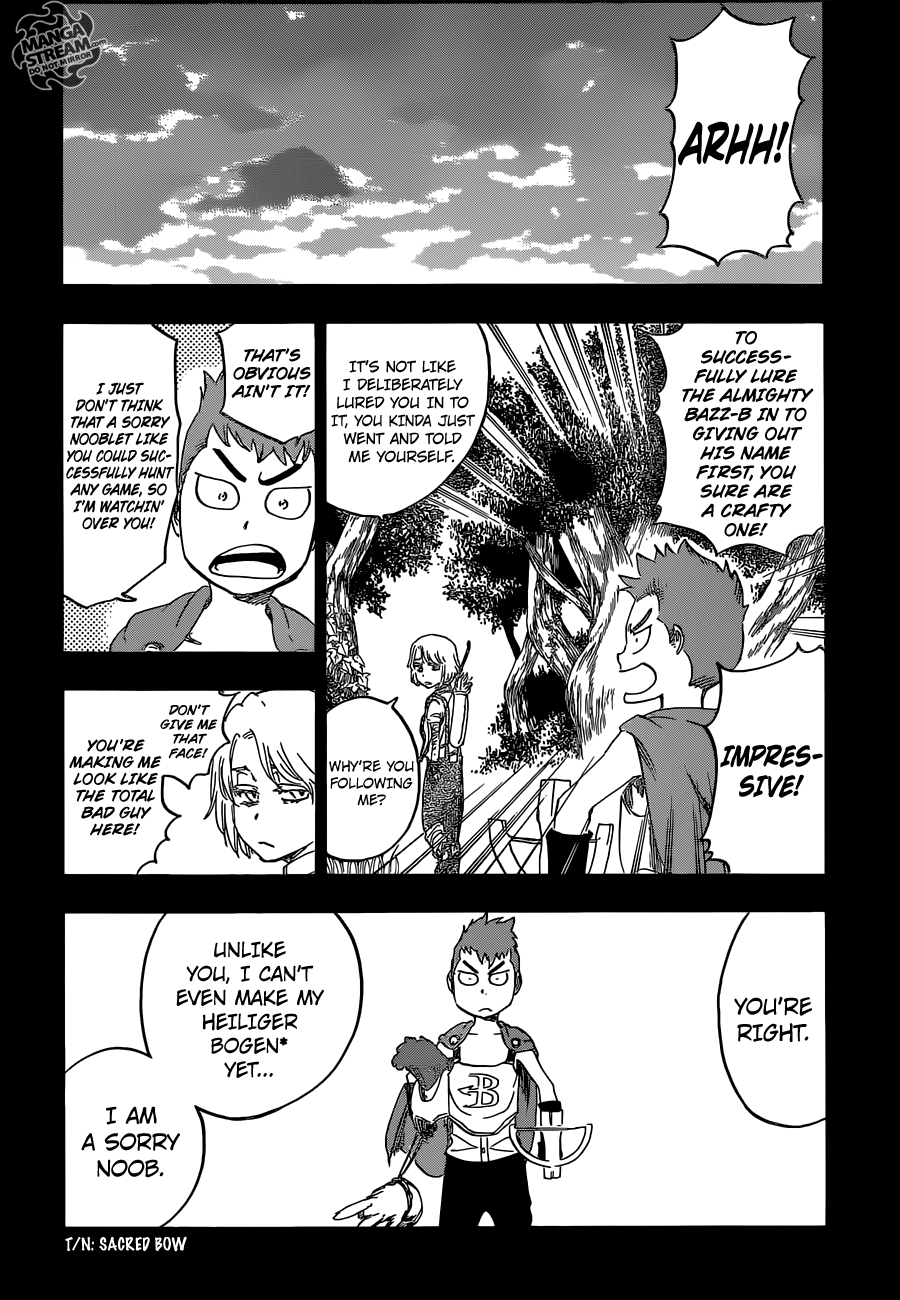 MANGA
STREAM.com
DO NOT MIRROR
ARHH!
TO
SUCCESS-
FULLY LURE
THE ALMIGHTY
BAZZ-B IN TO
GIVING OUT
HIS NAME
FIRST, YOU
SURE ARE
A CRAFTY
ONE!
IMPRES-
SIVE!
IT'S NOT LIKE
I DELIBERATELY
LURED YOU IN TO
IT, YOU KINDA JUST
WENT AND TOLD
ME YOURSELF.
WHY'RE YOU
FOLLOWING
ME?
THAT'S
OBVIOUS
AIN'T IT!
I JUST
DON'T THINK
THAT A SORRY
NOOBLET LIKE
YOU COULD SUC-
CESSFULLY HUNT
ANY GAME, SO
I'M WATCHIN'
OVER YOU!
DON'T
GIVE ME
THAT
FACE!
YOU'RE
MAKING ME
LOOK LIKE
THE TOTAL
BAD GUY
HERE!
YOU'RE
RIGHT.
B
UNLIKE
YOU, I CAN'T
EVEN MAKE MY
HEILIGER
BOGEN*
YET...
I AM
A SORRY
NOOB.
T/N: SACRED BOW